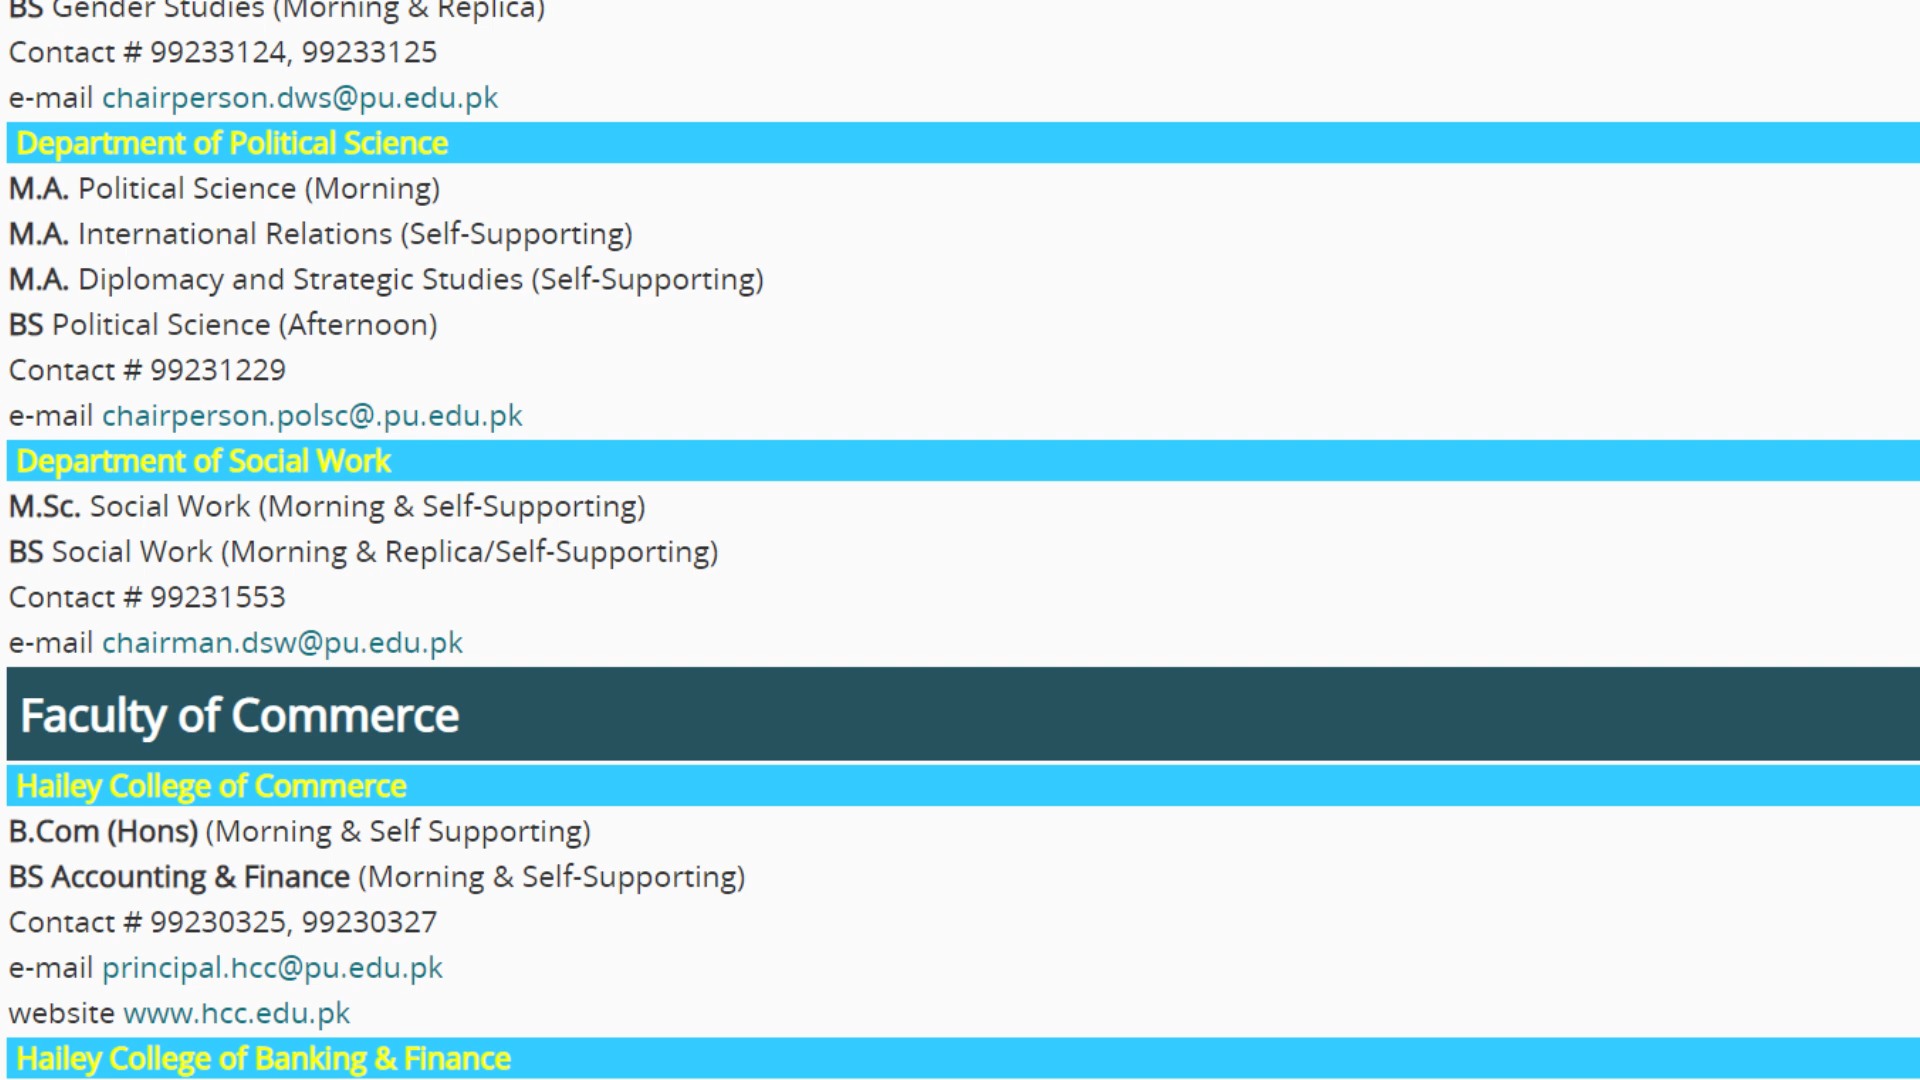 BS Gender Studies (Morning & Replica)
Contact # 99233124, 99233125
e-mail chairperson.dws@pu.edu.pk
Department of Political Science
M.A. Political Science (Morning)
M.A. International Relations (Self-Supporting)
M.A. Diplomacy and Strategic Studies (Self-Supporting)
BS Political Science (Afternoon)
Contact # 99231229
e-mail chairperson.polsc@.pu.edu.pk
Department of Social Work
M.Sc. Social Work (Morning & Self-Supporting)
BS Social Work (Morning & Replica/Self-Supporting)
Contact # 99231553
e-mail chairman.dsw@pu.edu.pk
Faculty of Commerce
Hailey College of Commerce
B.Com (Hons) (Morning & Self Supporting)
BS Accounting & Finance (Morning & Self-Supporting)
Contact # 99230325, 99230327
e-mail principal.hcc@pu.edu.pk
website www.hcc.edu.pk
Hailey College of Banking & Finance